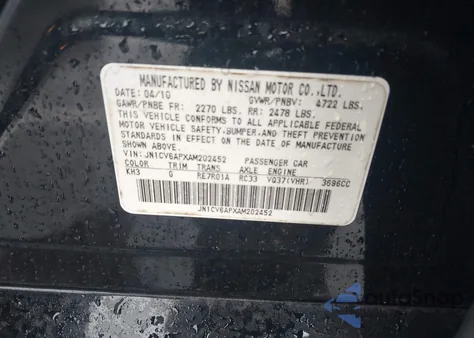 MANUFACTURED BY NISSAN MOTOR CO.,LTD.
DATE: 04/10 GVWR/PNBV: 4722 LBS.
GAWR/PNBE FR: 2270 LBS. RR: 2478 LBS.
THIS VEHICLE CONFORMS TO ALL APPLICABLE FEDERAL
MOTOR VEHICLE SAFETY,BUMPER,AND THEFT PREVENTION
STANDARDS IN EFFECT ON THE DATE OF MANUFACTURE
SHOWN ABOVE.
VIN: JN1CV6APXAM202452 PASSENGER CAR
COLOR TRIM TRANS AXLE ENGINE
KH3 G RE7R01A RC33 VQ37(VHR) 3696CC
JN1CV6APXAM202452
AutoSnap